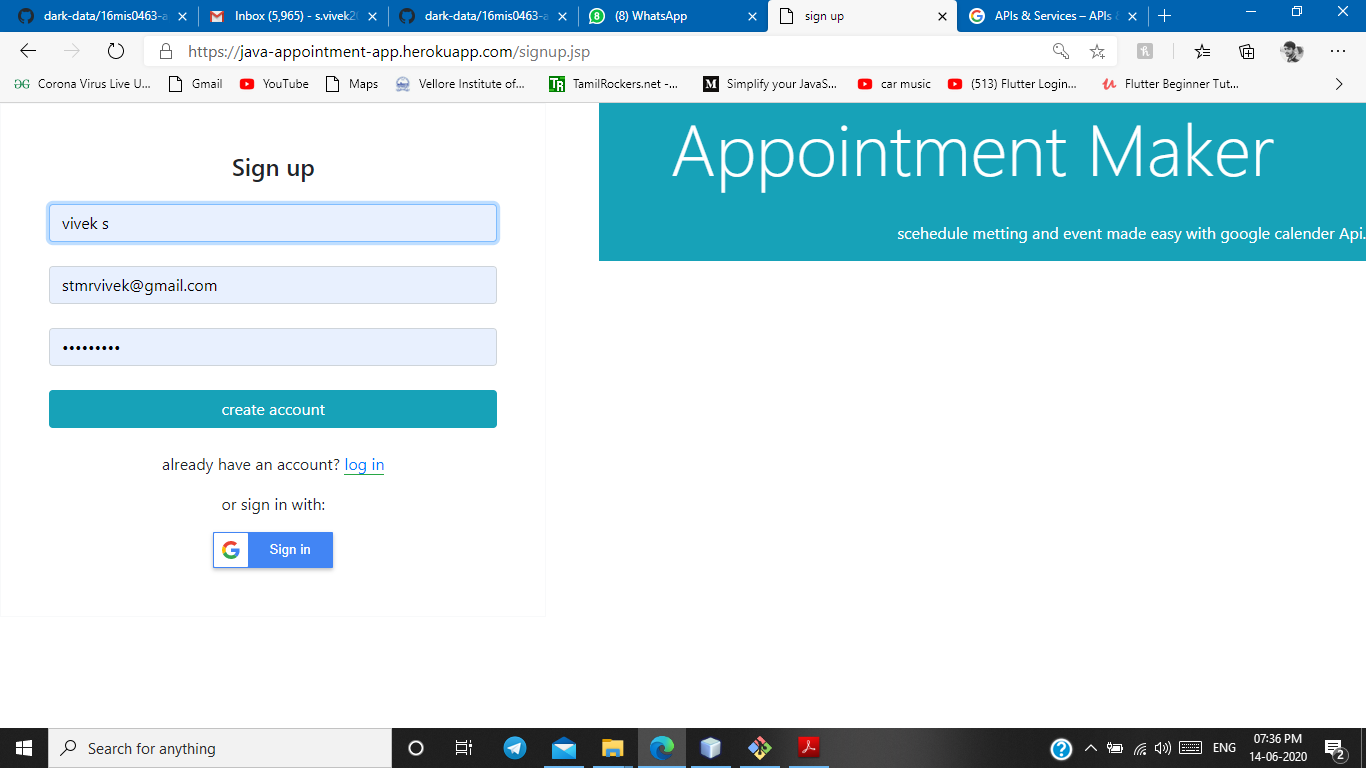 dark-data/16mis0463-a
Inbox (5,965) - s.vivek20
dark-data/16mis0463-a
(8) WhatsApp
sign up
APIs & Services – APIs &
https://java-appointment-app.herokuapp.com/signup.jsp
Corona Virus Live U...
Gmail
YouTube
Maps
Vellore Institute of...
TR
TamilRockers.net -...
M
Simplify your JavaS...
car music
(513) Flutter Login...
Flutter Beginner Tut...
Sign up
vivek s
stmrvivek@gmail.com
•••••••••
create account
already have an account? log in
or sign in with:
G
Sign in
Appointment Maker
scehedule metting and event made easy with google calender Api.
Search for anything
ENG
07:36 PM
14-06-2020
2